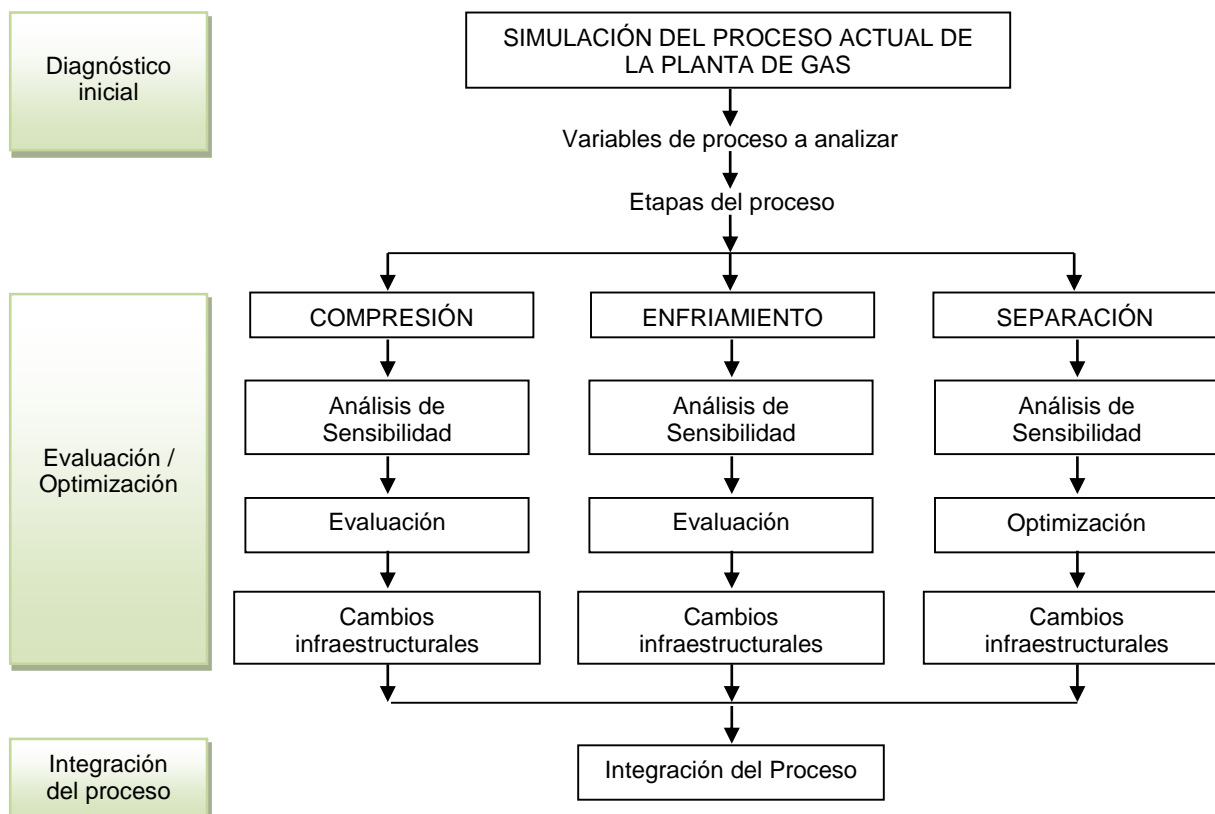 Diagnóstico
inicial
SIMULACIÓN DEL PROCESO ACTUAL DE
LA PLANTA DE GAS
Variables de proceso a analizar
Etapas del proceso
Evaluación /
Optimización
COMPRESIÓN
ENFRIAMIENTO
SEPARACIÓN
Análisis de
Sensibilidad
Análisis de
Sensibilidad
Análisis de
Sensibilidad
Evaluación
Evaluación
Optimización
Cambios
infraestructurales
Cambios
infraestructurales
Cambios
infraestructurales
Integración
del proceso
Integración del Proceso